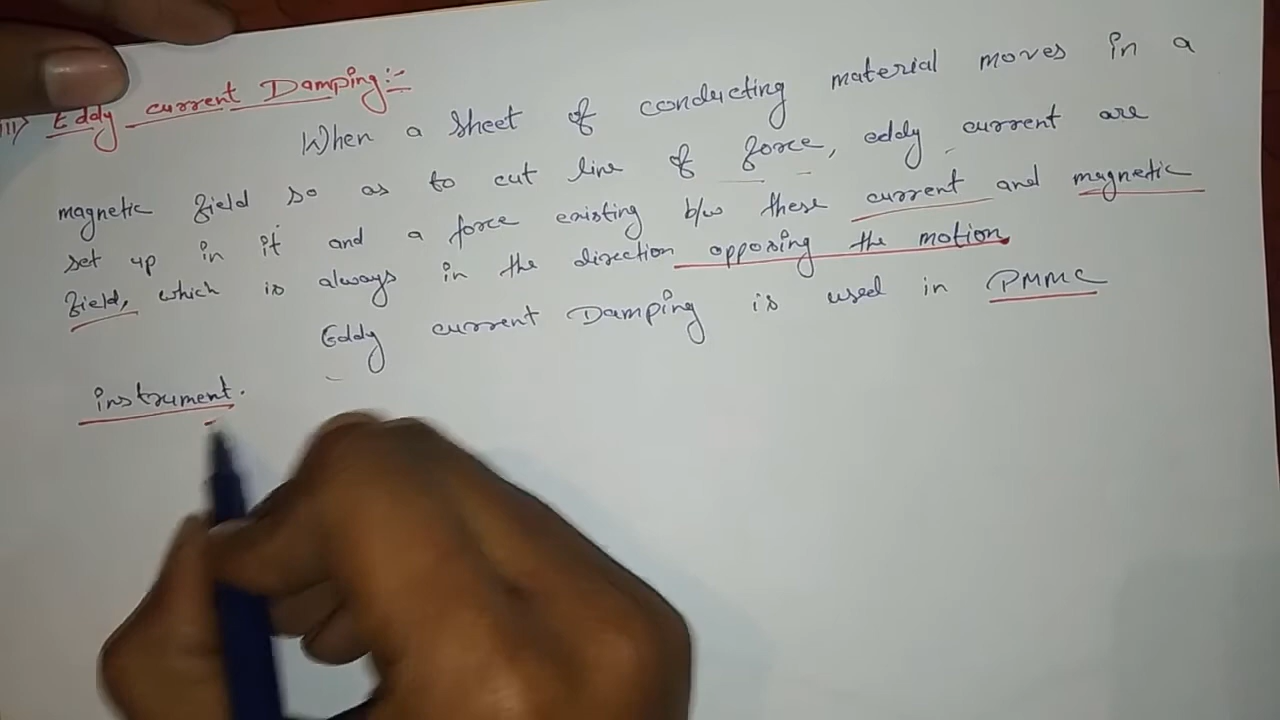 III) Eddy current Damping:-
When a sheet of conducting material moves in a
magnetic field so as to cut line of force, eddy current are
set up in it and a force existing b/w these current and magnetic
field, which is always in the direction opposing the motion.
Eddy current Damping is used in PMMC
instrument.